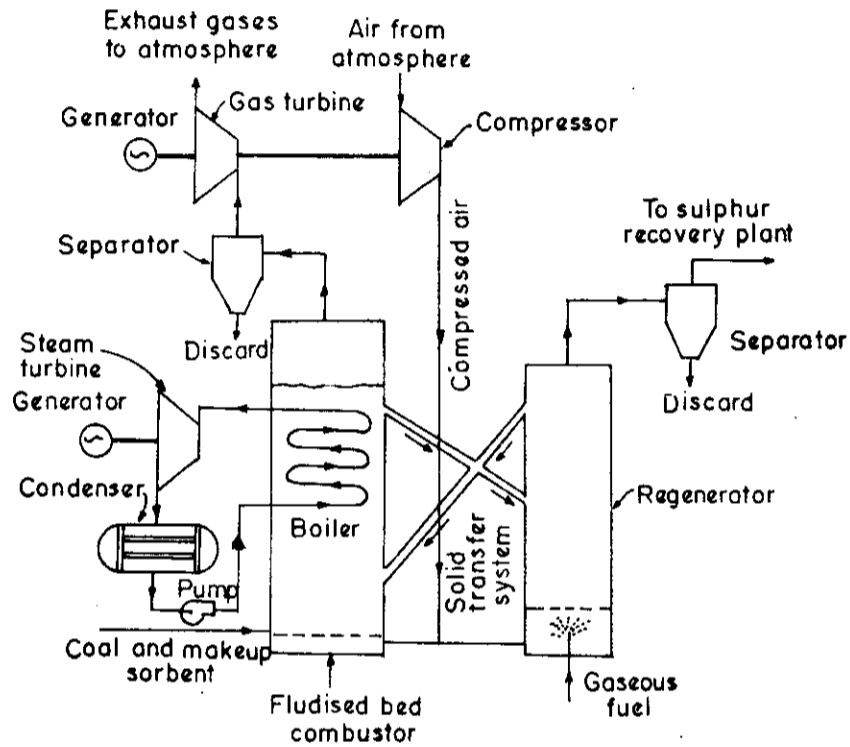 Exhaust gases
to atmosphere
Air from
atmosphere
Gas turbine
Generator
Compressor
To sulphur
recovery plant
Separator
Compressed air
Discard
Separator
Discard
Steam
turbine
Generator
Condenser
Boiler
Regenerator
Pump
Solid
transfer
system
Coal and makeup
sorbent
Fludised bed
combustor
Gaseous
fuel